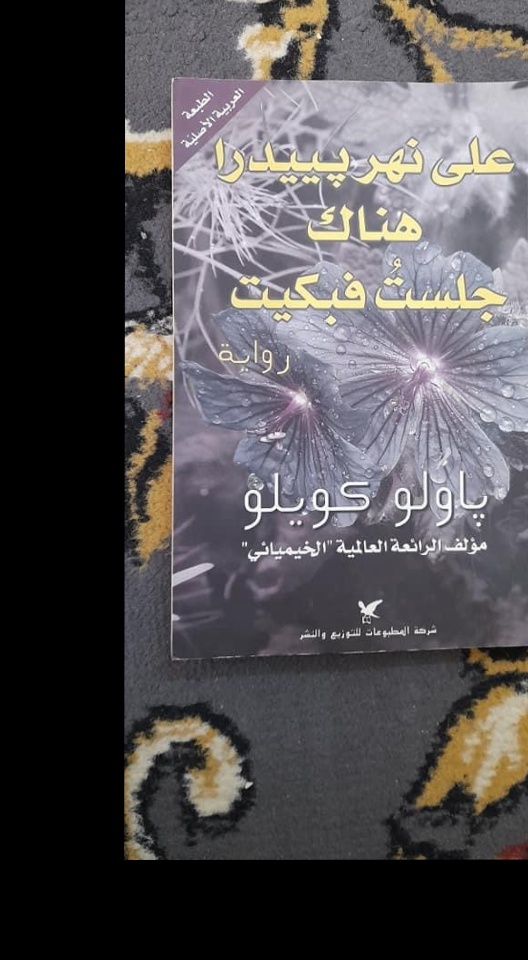 الطبعة
العربية الأصلية
على نهر پييدرا
هناك
جلستُ فبكيت
رواية
پاولو كويلو
مؤلف الرائعة العالمية "الخيميائي"
شركة المطبوعات للتوزيع والنشر